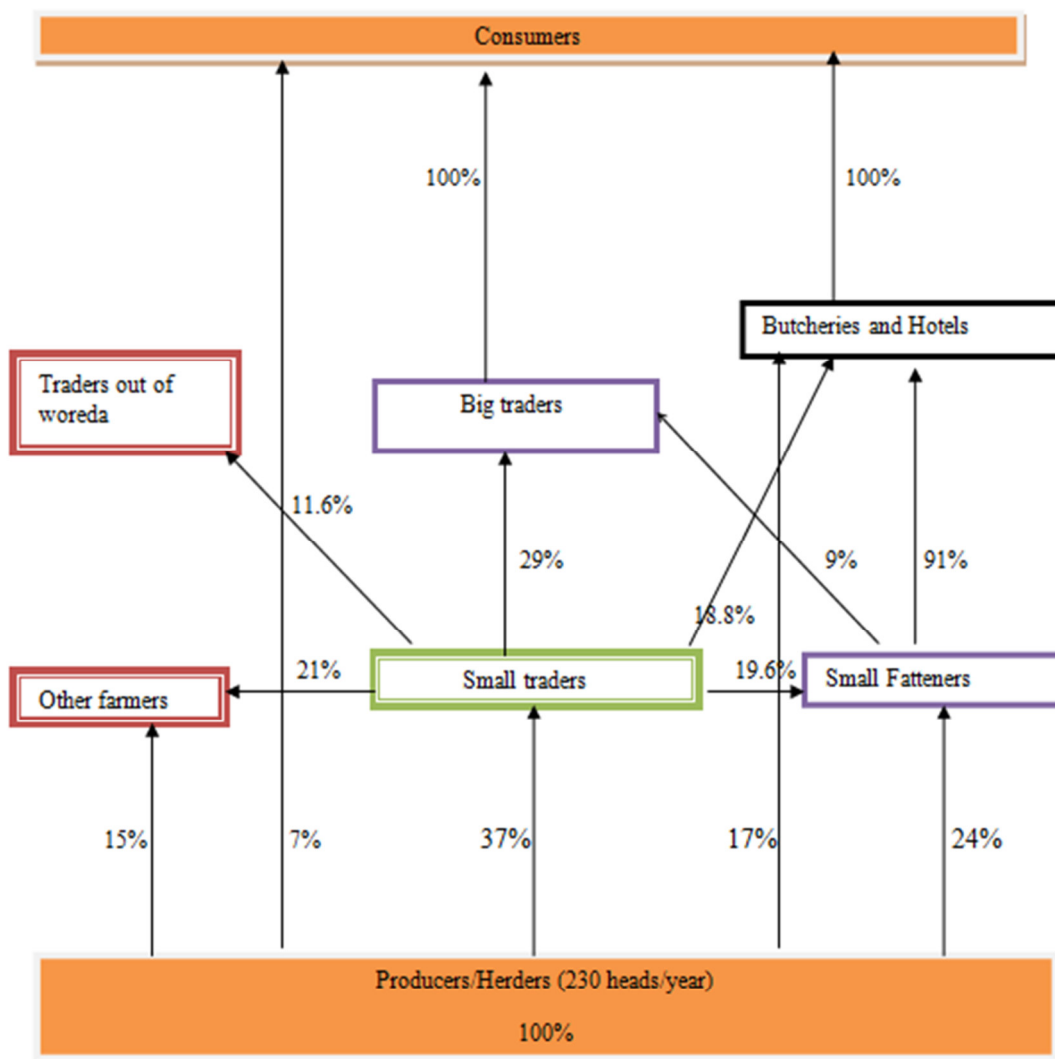 Consumers
100%
100%
Butcheries and Hotels
Traders out of
woreda
Big traders
11.6%
29%
9%
91%
18.8%
21%
19.6%
Other farmers
Small traders
Small Fatteners
15%
7%
37%
17%
24%
Producers/Herders (230 heads/year)
100%